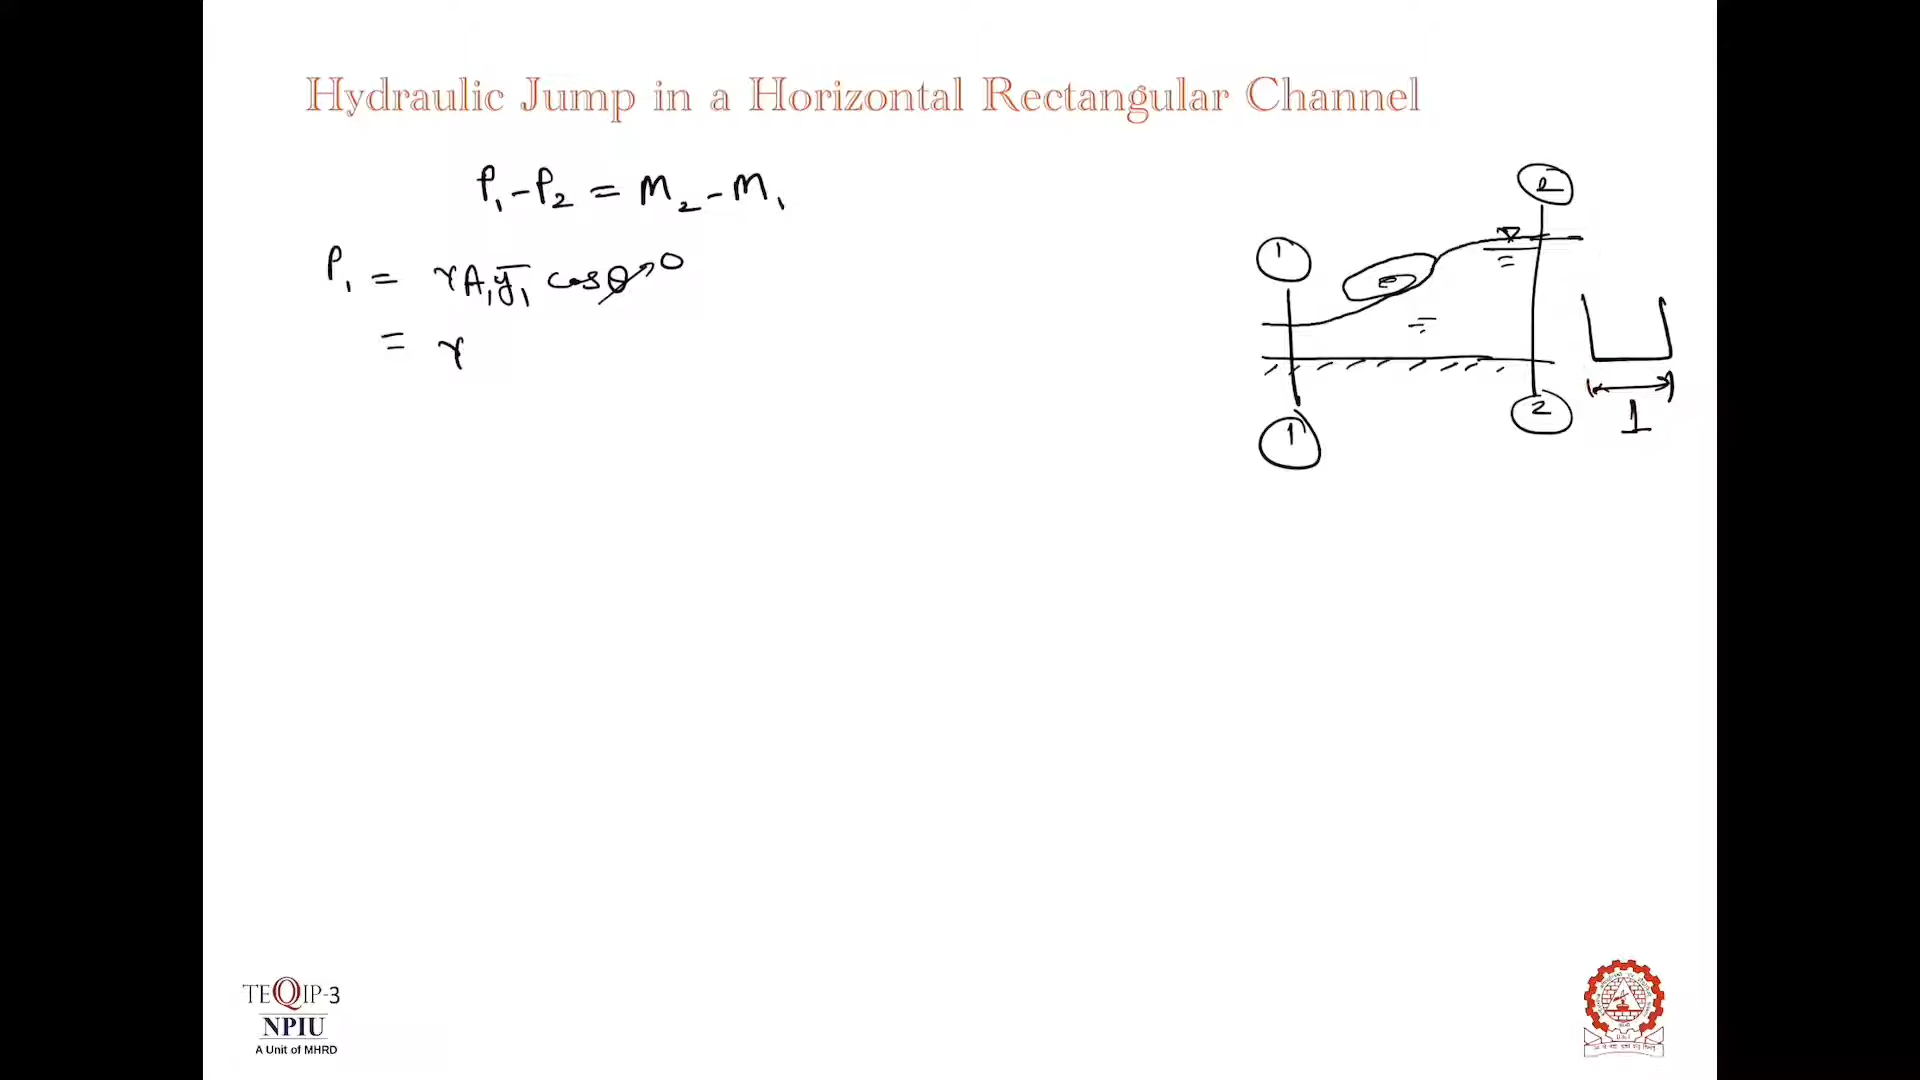 Hydraulic Jump in a Horizontal Rectangular Channel
P₁ - P₂ = M₂ - M₁
P₁ = γA₁ȳ₁ cosθ 0
= γ
1
2
1
2
1
TEQIP-3
NPIU
A Unit of MHRD